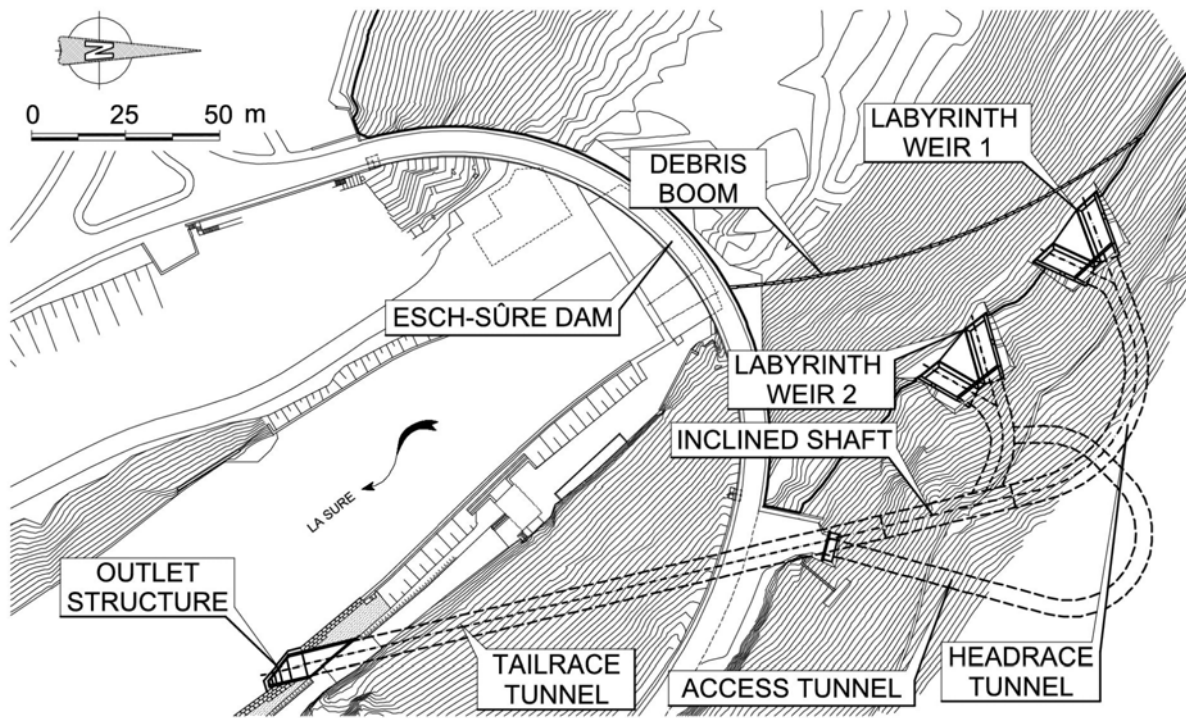 N
0 25 50 m
LABYRINTH
WEIR 1
DEBRIS
BOOM
ESCH-SÛRE DAM
LABYRINTH
WEIR 2
INCLINED SHAFT
LA SURE
OUTLET
STRUCTURE
TAILRACE
TUNNEL
ACCESS TUNNEL
HEADRACE
TUNNEL